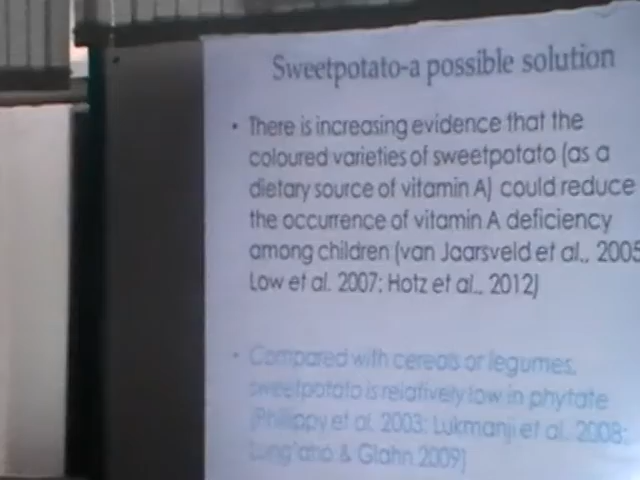 Sweetpotato-a possible solution
• There is increasing evidence that the
coloured varieties of sweetpotato (as a
dietary source of vitamin A) could reduce
the occurrence of vitamin A deficiency
among children (van Jaarsveld et al., 2005
Low et al. 2007; Hotz et al., 2012)
• Compared with cereals or legumes,
sweetpotato is relatively low in phytate
(Phillippy et al. 2003; Lukmanji et al. 2008;
& Glahn 2009)